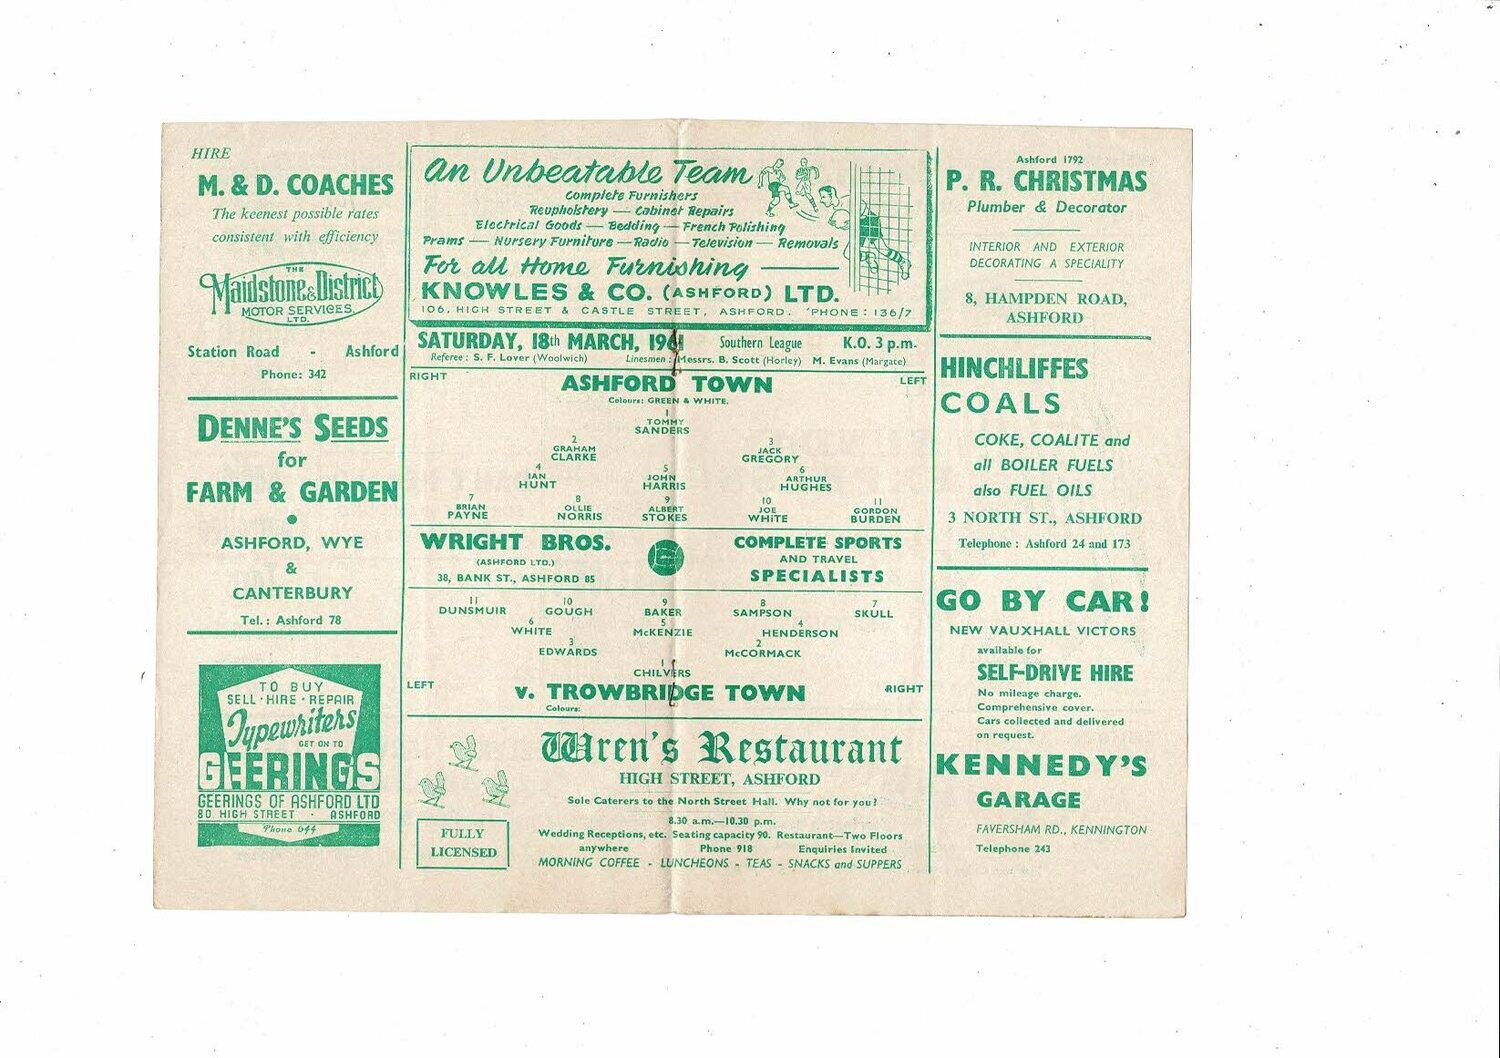 HIRE
M. & D. COACHES
The keenest possible rates
consistent with efficiency
THE
Maidstone & District
MOTOR SERVICES
LTD.
Station Road - Ashford
Phone: 342
DENNE'S SEEDS
for
FARM & GARDEN
ASHFORD, WYE
&
CANTERBURY
Tel.: Ashford 78
TO BUY
SELL · HIRE · REPAIR
Typewriters
GET ON TO
GEERINGS
GEERINGS OF ASHFORD LTD
80 HIGH STREET · ASHFORD
Phone 644
An Unbeatable Team
Complete Furnishers
Reupholstery — Cabinet Repairs
Electrical Goods — Bedding — French Polishing
Prams — Nursery Furniture — Radio — Television — Removals
For all Home Furnishing
KNOWLES & CO. (ASHFORD) LTD.
106, HIGH STREET & CASTLE STREET, ASHFORD. 'PHONE: 136/7
SATURDAY, 18th MARCH, 1961 Southern League K.O. 3 p.m.
Referee: S. F. Lover (Woolwich) Linesmen: Messrs. B. Scott (Horley) M. Evans (Margate)
RIGHT ASHFORD TOWN LEFT
Colours: GREEN & WHITE.
1
TOMMY
SANDERS
2 3
GRAHAM JACK
CLARKE GREGORY
4 5 6
IAN JOHN ARTHUR
HUNT HARRIS HUGHES
7 8 9 10 11
BRIAN OLLIE ALBERT JOE GORDON
PAYNE NORRIS STOKES WHITE BURDEN
WRIGHT BROS. COMPLETE SPORTS
(ASHFORD LTD.) AND TRAVEL
38, BANK ST., ASHFORD 85 SPECIALISTS
11 10 9 8 7
DUNSMUIR GOUGH BAKER SAMPSON SKULL
6 5 4
WHITE McKENZIE HENDERSON
3 2
EDWARDS McCORMACK
1
CHILVERS
LEFT v. TROWBRIDGE TOWN RIGHT
Colours:
Wren's Restaurant
HIGH STREET, ASHFORD
Sole Caterers to the North Street Hall. Why not for you?
8.30 a.m.—10.30 p.m.
Wedding Receptions, etc. Seating capacity 90. Restaurant—Two Floors
anywhere Phone 918 Enquiries Invited
MORNING COFFEE - LUNCHEONS - TEAS - SNACKS and SUPPERS
FULLY
LICENSED
Ashford 1792
P. R. CHRISTMAS
Plumber & Decorator
INTERIOR AND EXTERIOR
DECORATING A SPECIALITY
8, HAMPDEN ROAD,
ASHFORD
HINCHLIFFES
COALS
COKE, COALITE and
all BOILER FUELS
also FUEL OILS
3 NORTH ST., ASHFORD
Telephone: Ashford 24 and 173
GO BY CAR!
NEW VAUXHALL VICTORS
available for
SELF-DRIVE HIRE
No mileage charge.
Comprehensive cover.
Cars collected and delivered
on request.
KENNEDY'S
GARAGE
FAVERSHAM RD., KENNINGTON
Telephone 243